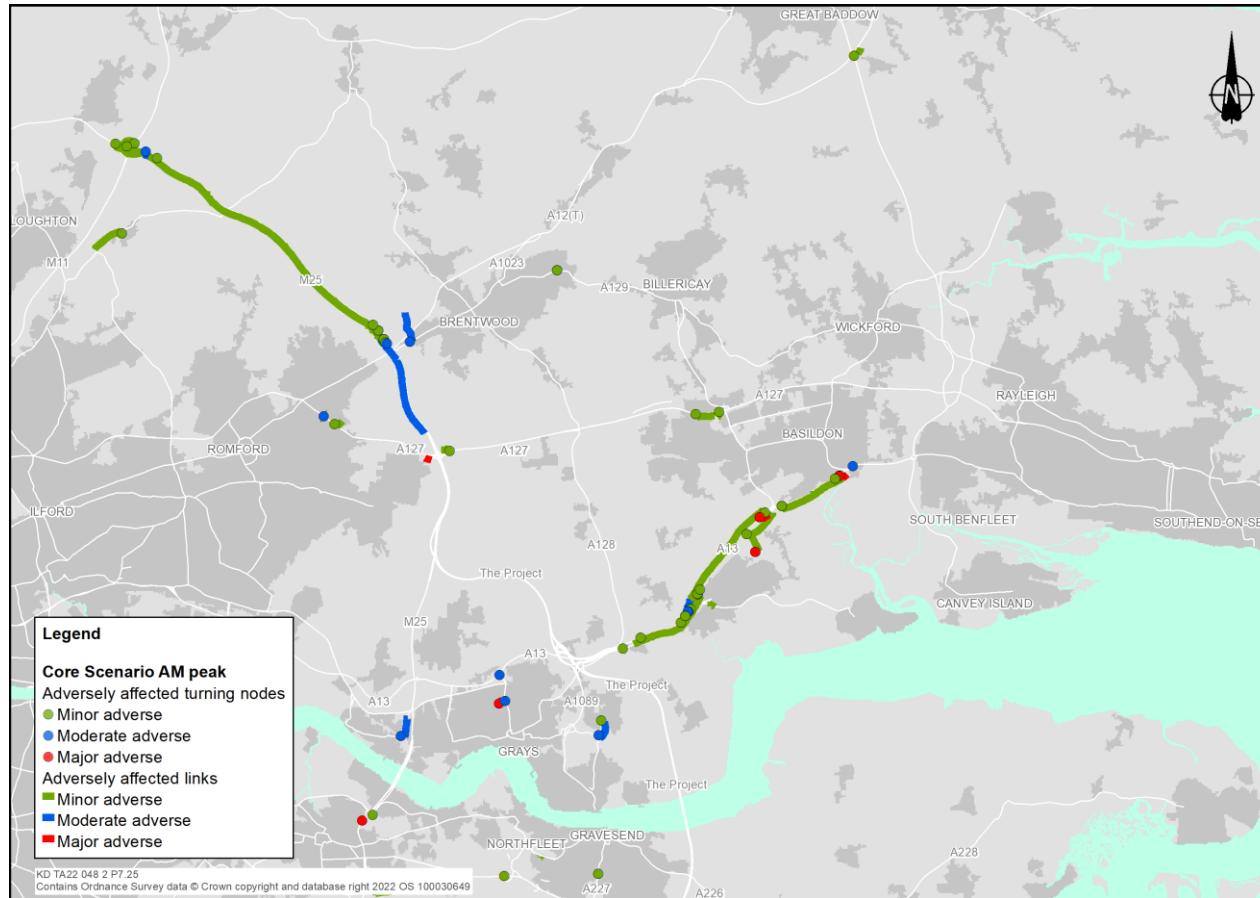 GREAT BADDOW
N
LOUGHTON
M11
A12(T)
A1023
M25
A129
BILLERICAY
BRENTWOOD
WICKFORD
A127
RAYLEIGH
BASILDON
ROMFORD
A127
A127
ILFORD
SOUTH BENFLEET
SOUTHEND-ON-SE
A128
A13
The Project
CANVEY ISLAND
M25
A13
The Project
A13
A1089
GRAYS
The Project
GRAVESEND
NORTHFLEET
A228
A227
A226
Legend
Core Scenario AM peak
Adversely affected turning nodes
Minor adverse
Moderate adverse
Major adverse
Adversely affected links
Minor adverse
Moderate adverse
Major adverse
KD TA22 048 2 P7.25
Contains Ordnance Survey data © Crown copyright and database right 2022 OS 100030649